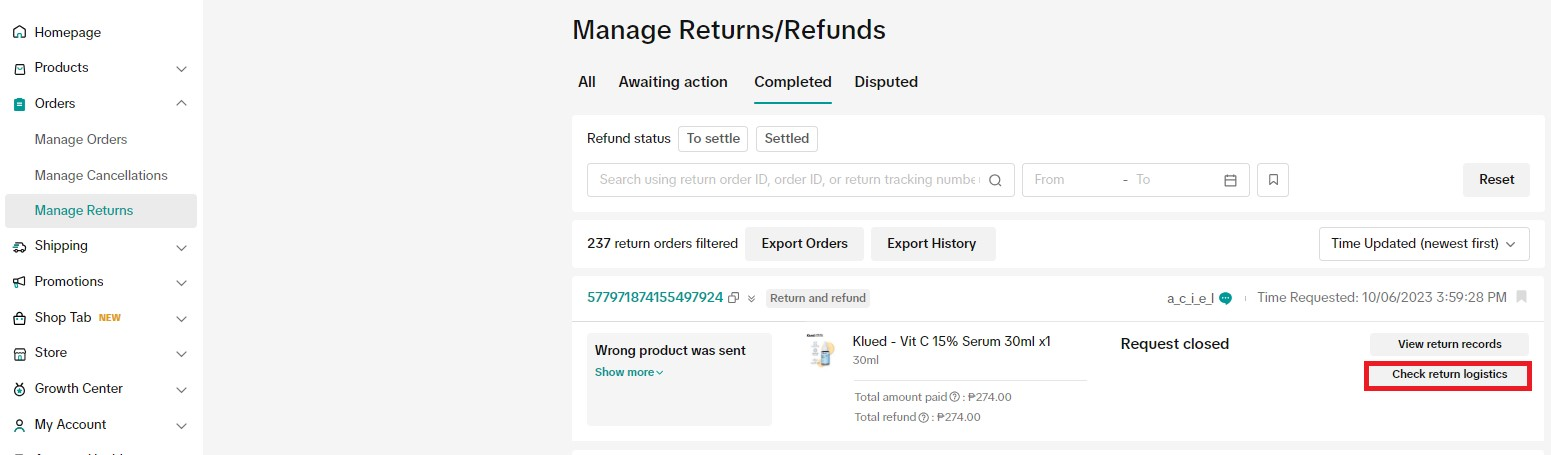 Homepage
Products
Orders
Manage Orders
Manage Cancellations
Manage Returns
Shipping
Promotions
Shop Tab NEW
Store
Growth Center
My Account
Manage Returns/Refunds
All Awaiting action Completed Disputed
Refund status To settle Settled
Search using return order ID, order ID, or return tracking numbe From - To Reset
237 return orders filtered Export Orders Export History Time Updated (newest first)
577971874155497924 Return and refund a_c_i_e_l Time Requested: 10/06/2023 3:59:28 PM
Wrong product was sent
Show more
Klued - Vit C 15% Serum 30ml x1
30ml
Total amount paid : ₱274.00
Total refund : ₱274.00
Request closed
View return records
Check return logistics